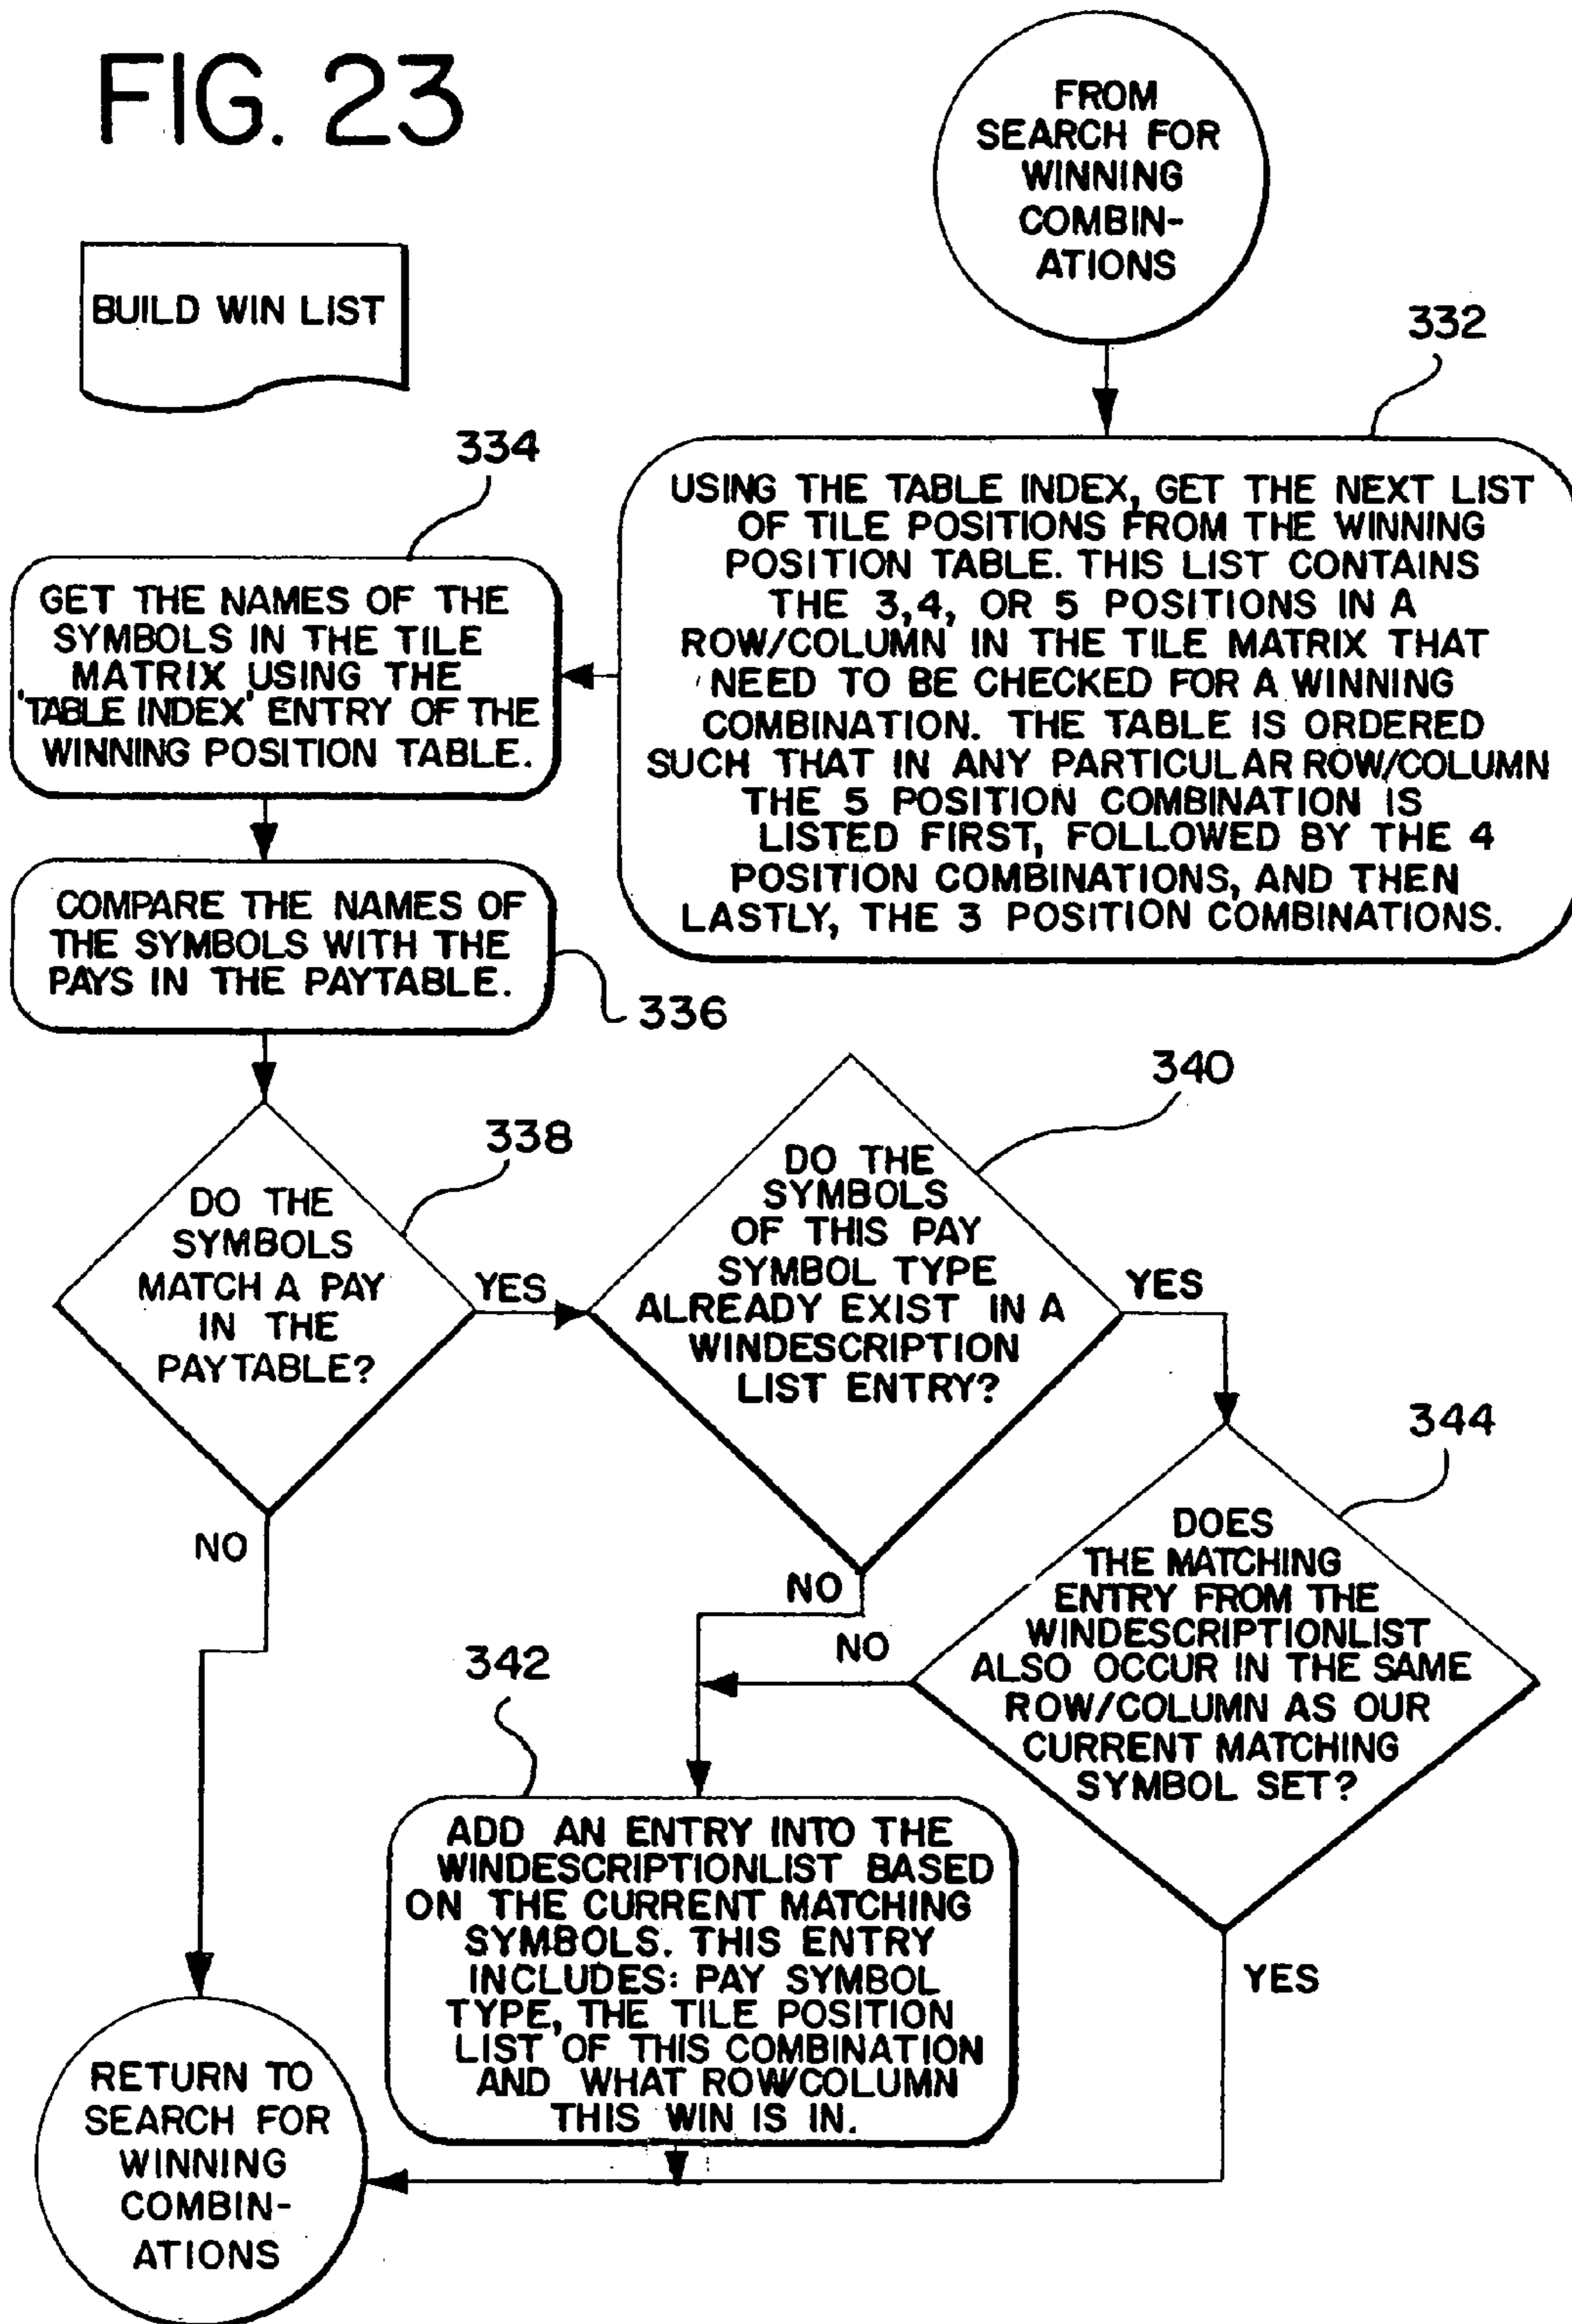 FIG. 23
BUILD WIN LIST
FROM
SEARCH FOR
WINNING
COMBIN-
ATIONS
332
USING THE TABLE INDEX, GET THE NEXT LIST
OF TILE POSITIONS FROM THE WINNING
POSITION TABLE. THIS LIST CONTAINS
THE 3,4, OR 5 POSITIONS IN A
ROW/COLUMN IN THE TILE MATRIX THAT
NEED TO BE CHECKED FOR A WINNING
COMBINATION. THE TABLE IS ORDERED
SUCH THAT IN ANY PARTICULAR ROW/COLUMN
THE 5 POSITION COMBINATION IS
LISTED FIRST, FOLLOWED BY THE 4
POSITION COMBINATIONS, AND THEN
LASTLY, THE 3 POSITION COMBINATIONS.
334
GET THE NAMES OF THE
SYMBOLS IN THE TILE
MATRIX USING THE
'TABLE INDEX' ENTRY OF THE
WINNING POSITION TABLE.
COMPARE THE NAMES OF
THE SYMBOLS WITH THE
PAYS IN THE PAYTABLE.
336
338
DO THE
SYMBOLS
MATCH A PAY
IN THE
PAYTABLE?
YES
NO
340
DO THE
SYMBOLS
OF THIS PAY
SYMBOL TYPE
ALREADY EXIST IN A
WINDESCRIPTION
LIST ENTRY?
YES
NO
344
DOES
THE MATCHING
ENTRY FROM THE
WINDESCRIPTIONLIST
ALSO OCCUR IN THE SAME
ROW/COLUMN AS OUR
CURRENT MATCHING
SYMBOL SET?
NO
YES
342
ADD AN ENTRY INTO THE
WINDESCRIPTIONLIST BASED
ON THE CURRENT MATCHING
SYMBOLS. THIS ENTRY
INCLUDES: PAY SYMBOL
TYPE, THE TILE POSITION
LIST OF THIS COMBINATION
AND WHAT ROW/COLUMN
THIS WIN IS IN.
RETURN TO
SEARCH FOR
WINNING
COMBIN-
ATIONS